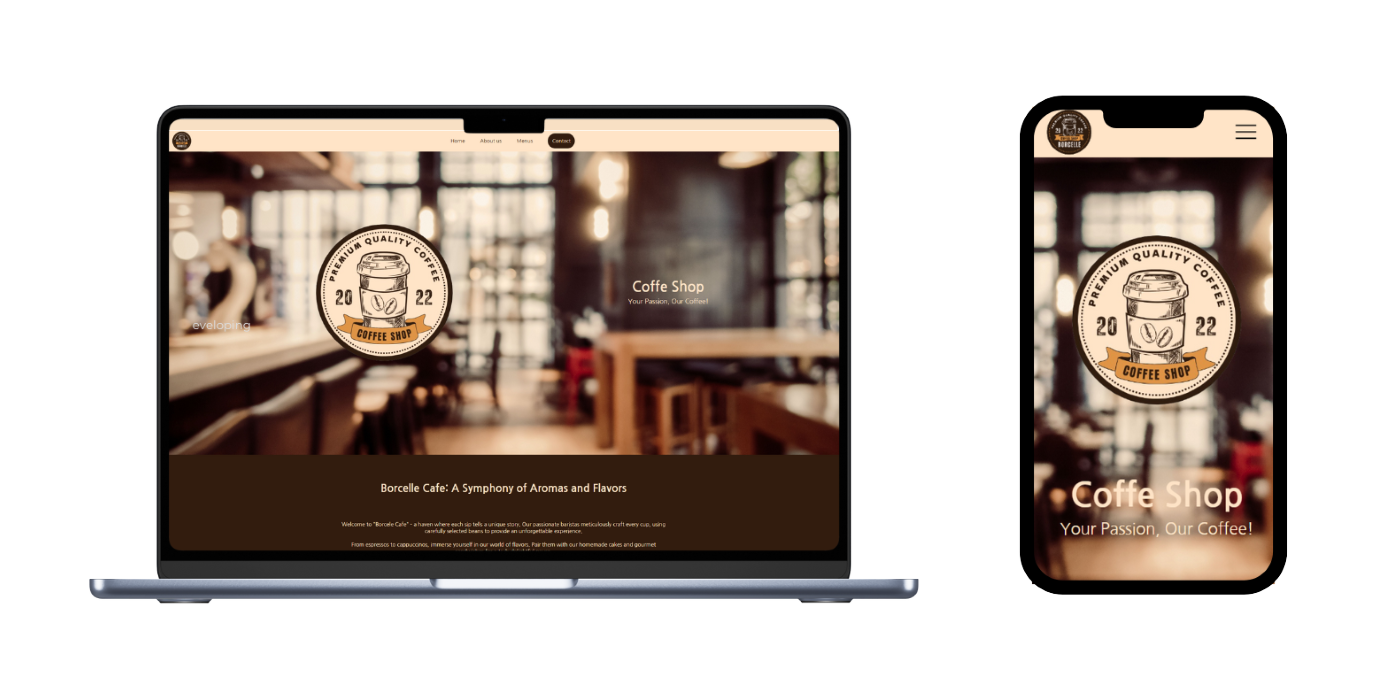 Home About us Menus Contact
PREMIUM QUALITY COFFEE
20 22
COFFEE SHOP
eveloping
Coffe Shop
Your Passion, Our Coffee!
Borcelle Cafe: A Symphony of Aromas and Flavors
Welcome to "Borcele Cafe" - a haven where each sip tells a unique story. Our passionate baristas meticulously craft every cup, using
carefully selected beans to provide an unforgettable experience.
From espressos to cappuccinos, immerse yourself in our world of flavors. Pair them with our homemade cakes and gourmet
20 22
BORCELLE
PREMIUM QUALITY COFFEE
20 22
COFFEE SHOP
Coffe Shop
Your Passion, Our Coffee!